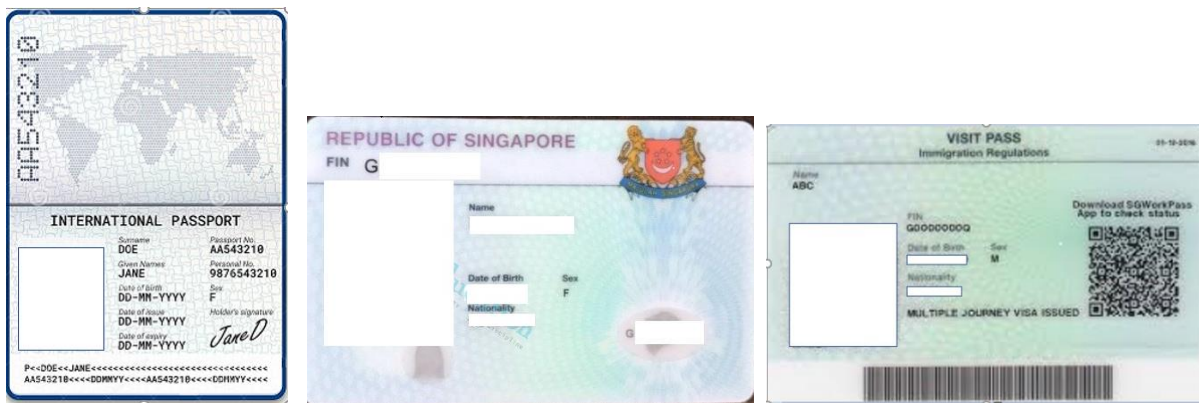 AA543210
INTERNATIONAL PASSPORT
Surname Passport No.
DOE AA543210
Given Names Personal No.
JANE 9876543210
Date of birth Sex
DD-MM-YYYY F
Date of issue Holder's signature
DD-MM-YYYY
Date of expiry Jane D
DD-MM-YYYY
P<<DOE<<JANE<<<<<<<<<<<<<<<<<<<<<<<<<<<<<<
AA543210<<<<DDMMYY<<<<AA543210<<<<DDMMYY<<<<
REPUBLIC OF SINGAPORE
FIN G
Name
Date of Birth Sex
F
Nationality
G
VISIT PASS
Immigration Regulations
Name
ABC
Download SGWorkPass
App to check status
FIN
Date of Birth Sex
M
Nationality
MULTIPLE JOURNEY VISA ISSUED